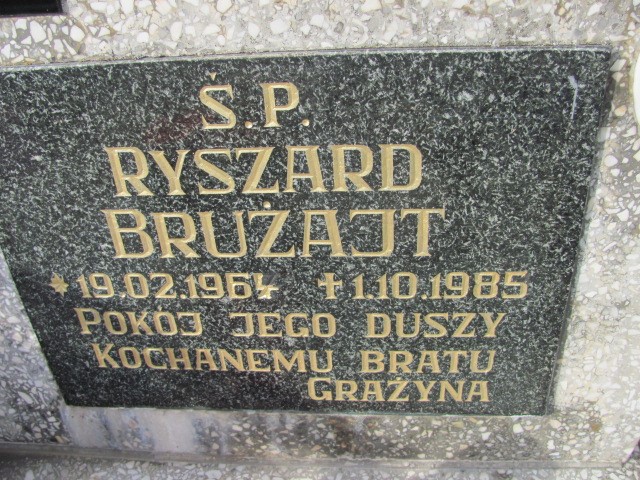 Ś.P.
RYSZARD
BRUŻAJT
* 19.02.1964 ✝ 1.10.1985
POKÓJ JEGO DUSZY
KOCHANEMU BRATU
GRAŻYNA